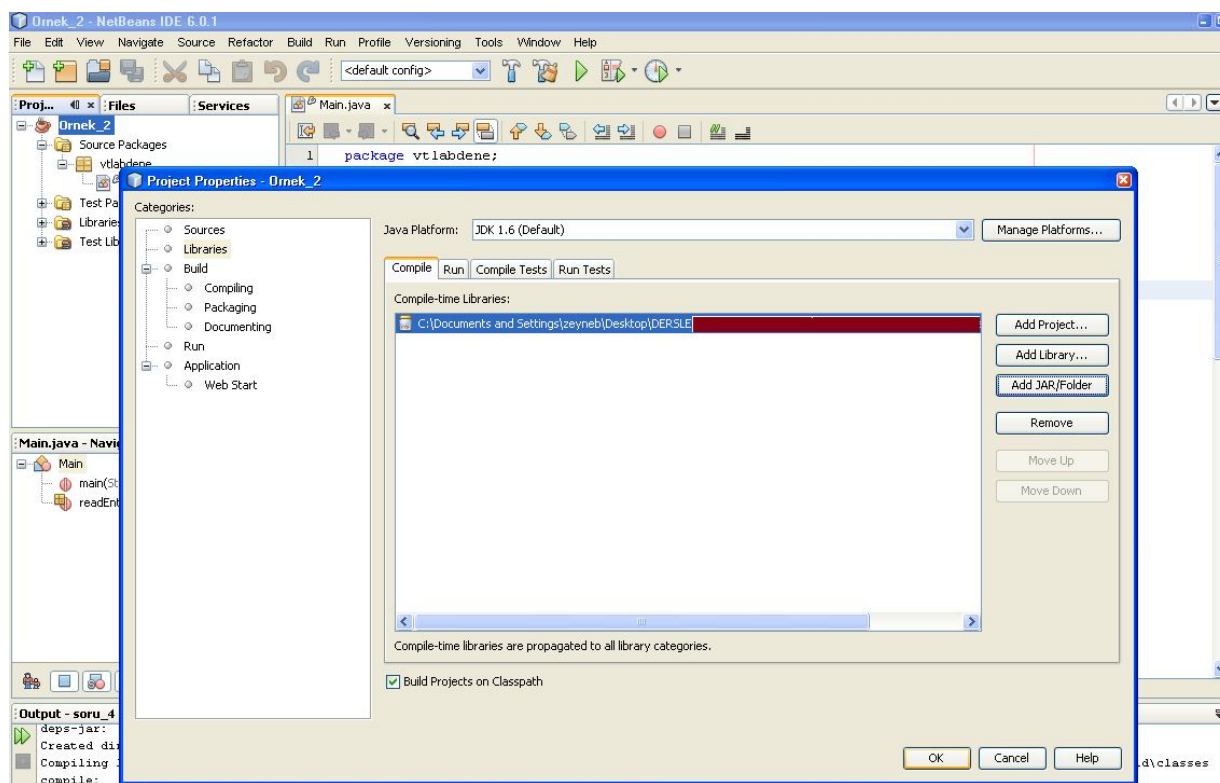 Ornek_2 - NetBeans IDE 6.0.1
File Edit View Navigate Source Refactor Build Run Profile Versioning Tools Window Help
<default config>
Proj... Files Services
Main.java
Ornek_2
Source Packages
vtlabdene
1 package vtlabdene;
Project Properties - Ornek_2
Test Pa
Libraries
Test Lib
Categories:
Sources
Libraries
Build
Compiling
Packaging
Documenting
Run
Application
Web Start
Java Platform: JDK 1.6 (Default) Manage Platforms...
Compile Run Compile Tests Run Tests
Compile-time Libraries:
C:\Documents and Settings\zeyneb\Desktop\DERSLE
Add Project...
Add Library...
Add JAR/Folder
Remove
Move Up
Move Down
Compile-time libraries are propagated to all library categories.
Build Projects on Classpath
OK Cancel Help
Main.java - Navi
Main
main(St
readEnt
Output - soru_4
deps-jar:
Created di
Compiling d\classes
compile: